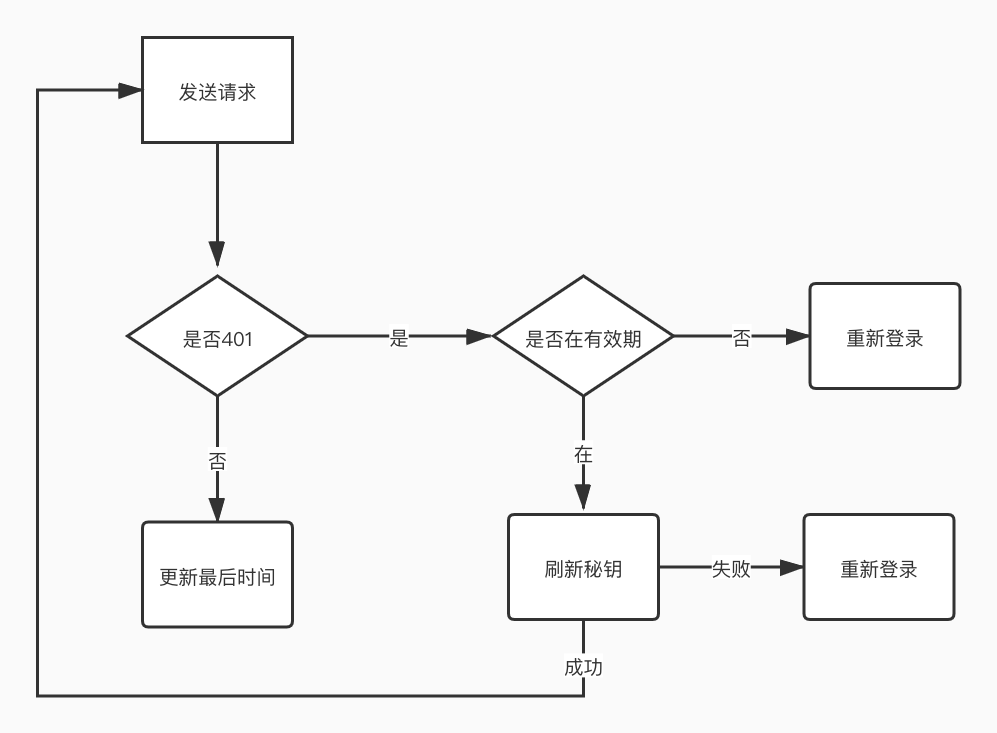 发送请求
是否401
是
是否在有效期
否
重新登录
否
在
更新最后时间
刷新秘钥
失败
重新登录
成功